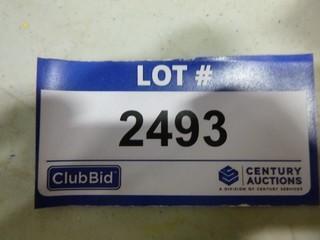 LOT #
2493
ClubBid
CENTURY
AUCTIONS
A DIVISION OF CENTURY SERVICES